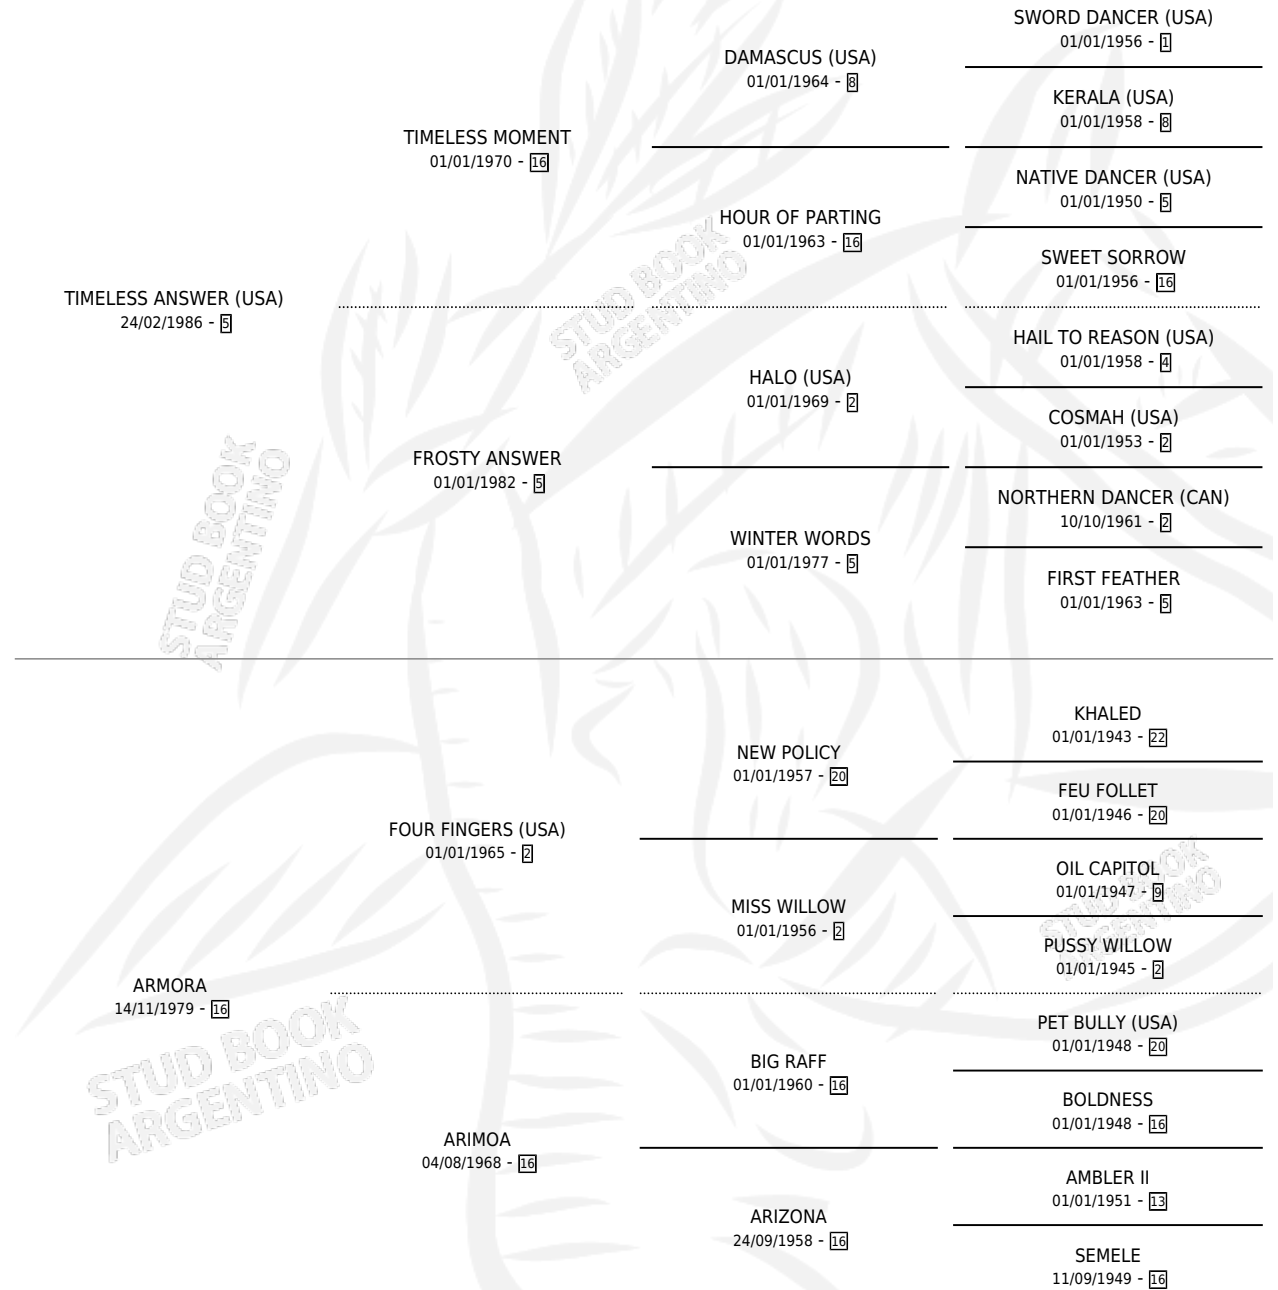 SWORD DANCER (USA)
01/01/1956 - 1
DAMASCUS (USA)
01/01/1964 - 8
KERALA (USA)
01/01/1958 - 8
TIMELESS MOMENT
01/01/1970 - 16
NATIVE DANCER (USA)
01/01/1950 - 5
HOUR OF PARTING
01/01/1963 - 16
SWEET SORROW
01/01/1956 - 16
TIMELESS ANSWER (USA)
24/02/1986 - 5
STUD BOOK
ARGENTINO
HAIL TO REASON (USA)
01/01/1958 - 4
HALO (USA)
01/01/1969 - 2
COSMAH (USA)
01/01/1953 - 2
FROSTY ANSWER
01/01/1982 - 5
NORTHERN DANCER (CAN)
10/10/1961 - 2
WINTER WORDS
01/01/1977 - 5
FIRST FEATHER
01/01/1963 - 5
STUD BOOK
ARGENTINO
KHALED
01/01/1943 - 22
NEW POLICY
01/01/1957 - 20
FEU FOLLET
01/01/1946 - 20
FOUR FINGERS (USA)
01/01/1965 - 2
OIL CAPITOL
01/01/1947 - 9
MISS WILLOW
01/01/1956 - 2
STUD BOOK
ARGENTINO
PUSSY WILLOW
01/01/1945 - 2
ARMORA
14/11/1979 - 16
STUD BOOK
ARGENTINO
PET BULLY (USA)
01/01/1948 - 20
BIG RAFF
01/01/1960 - 16
BOLDNESS
01/01/1948 - 16
ARIMOA
04/08/1968 - 16
AMBLER II
01/01/1951 - 13
ARIZONA
24/09/1958 - 16
SEMELE
11/09/1949 - 16